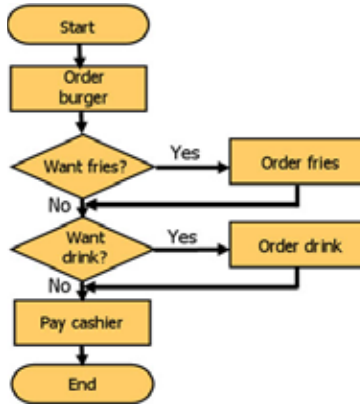 Start
Order
burger
Want fries?
Yes
Order fries
No
Want
drink?
Yes
Order drink
No
Pay cashier
End